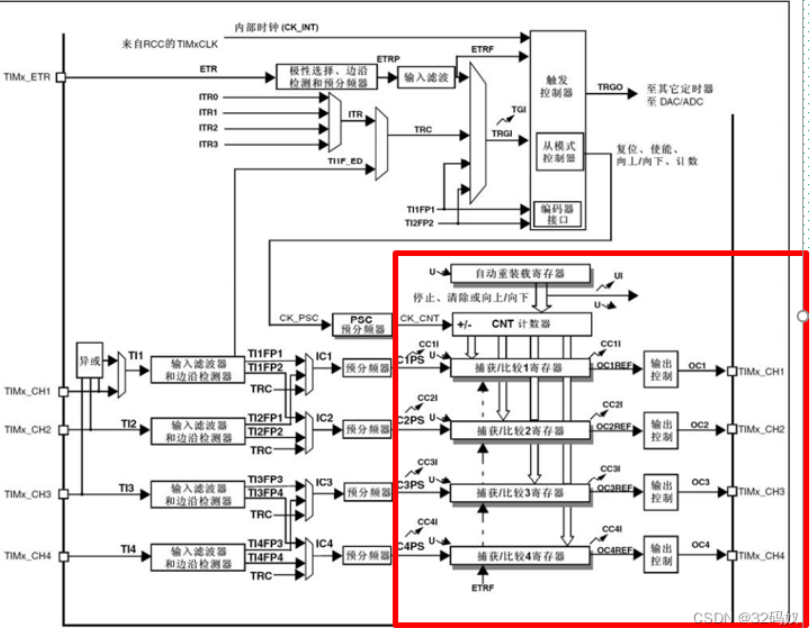 内部时钟 (CK_INT)
来自RCC的TIMxCLK
TIMx_ETR
ETR
极性选择、边沿
检测和预分频器
ETRP
输入滤波
ETRF
触发
控制器
TRGO
至其它定时器
至 DAC/ADC
ITR0
ITR1
ITR2
ITR3
ITR
TRC
TI1F_ED
TGI
TRGI
从模式
控制器
复位、使能、
向上/向下、计数
TI1FP1
TI2FP2
编码器
接口
U
自动重装载寄存器
UI
停止、清除或向上/向下
U
CK_PSC
PSC
预分频器
CK_CNT
+/-
CNT 计数器
异或
TI1
输入滤波器
和边沿检测器
TI1FP1
TI1FP2
TRC
IC1
预分频器
CC1I
U
C1PS
捕获/比较1寄存器
CC1I
OC1REF
输出
控制
OC1
TIMx_CH1
TIMx_CH1
TIMx_CH2
TI2
输入滤波器
和边沿检测器
TI2FP1
TI2FP2
TRC
IC2
预分频器
CC2I
U
C2PS
捕获/比较2寄存器
CC2I
OC2REF
输出
控制
OC2
TIMx_CH2
TIMx_CH3
TI3
输入滤波器
和边沿检测器
TI3FP3
TI3FP4
TRC
IC3
预分频器
CC3I
U
C3PS
捕获/比较3寄存器
CC3I
OC3REF
输出
控制
OC3
TIMx_CH3
TIMx_CH4
TI4
输入滤波器
和边沿检测器
TI4FP3
TI4FP4
TRC
IC4
预分频器
CC4I
U
C4PS
捕获/比较4寄存器
CC4I
OC4REF
输出
控制
OC4
TIMx_CH4
ETRF
CSDN @32码奴